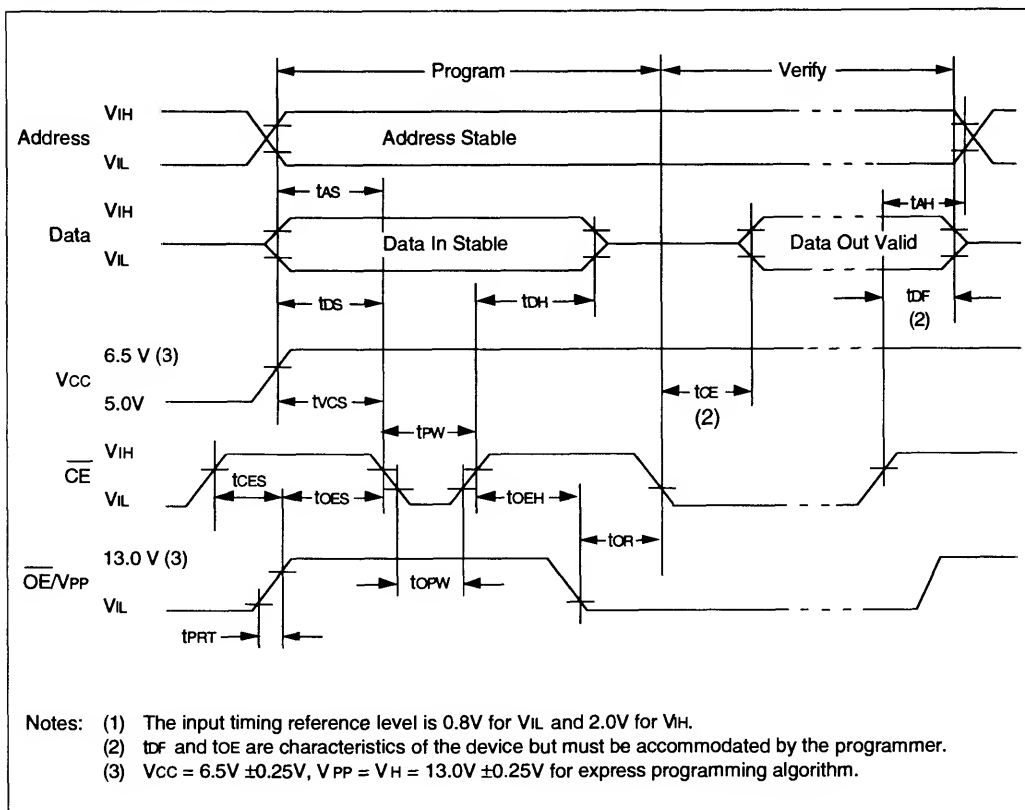 Program
Verify
Address
VIH
VIL
Address Stable
tAS
tAH
Data
VIH
VIL
Data In Stable
Data Out Valid
tDS
tDH
tDF
(2)
VCC
6.5 V (3)
5.0V
tVCS
tCE
(2)
tPW
CE
VIH
VIL
tCES
tOES
tOEH
tOR
OE/VPP
13.0 V (3)
VIL
tOPW
tPRT
Notes: (1) The input timing reference level is 0.8V for VIL and 2.0V for VIH.
(2) tDF and tOE are characteristics of the device but must be accommodated by the programmer.
(3) VCC = 6.5V ±0.25V, VPP = VH = 13.0V ±0.25V for express programming algorithm.